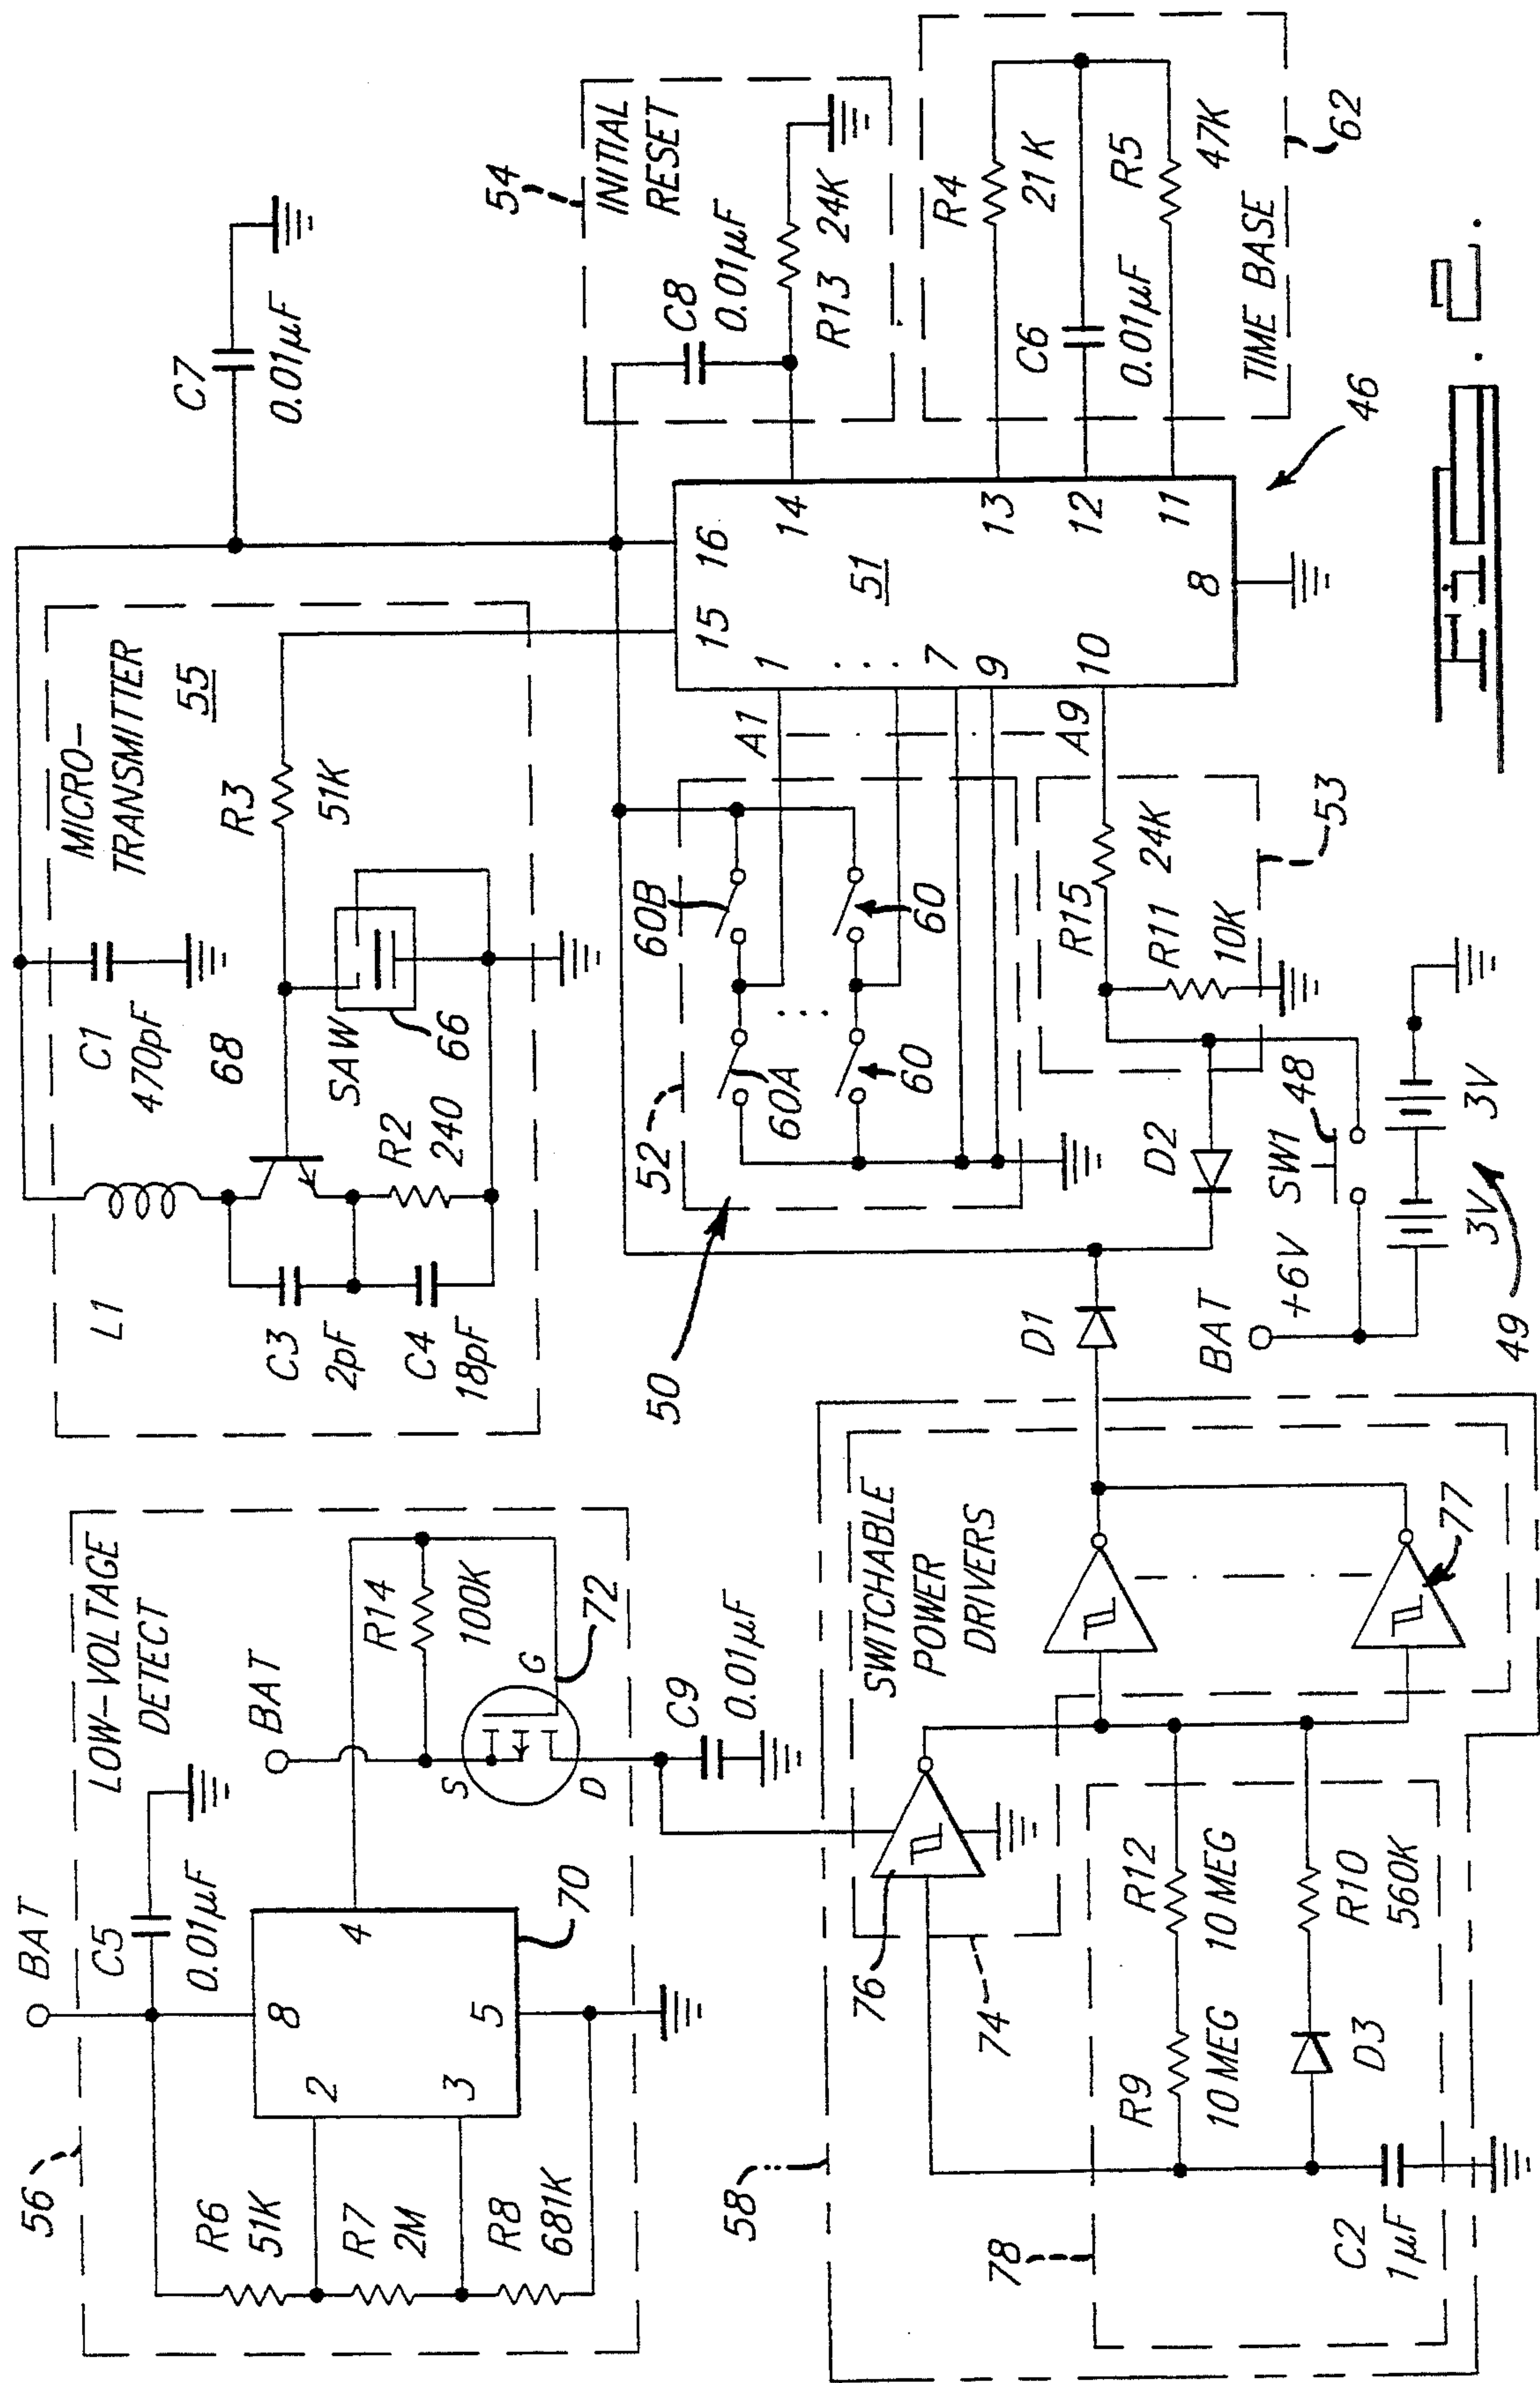 BAT
C5
0.01µF
LOW-VOLTAGE
DETECT
56
R6
51K
R7
2M
R8
681K
8
2
3
4
5
70
BAT
R14
100K
S
G
D
72
C9
0.01µF
L1
C3
2pF
C4
18pF
C1
470pF
68
R2
240
SAW
66
R3
51K
MICRO-
TRANSMITTER
55
C7
0.01µF
54
INITIAL
RESET
C8
0.01µF
R13 24K
R4
21K
C6
0.01µF
R5
47K
TIME BASE
62
15
16
14
51
13
12
11
1
7
9
10
8
46
A1
A9
50
52
60B
60A
60
60
R15
24K
R11
10K
53
D1
D2
BAT
+6V
SW1
48
3V
3V
49
58
SWITCHABLE
POWER
DRIVERS
76
74
77
78
R9
10 MEG
R12
10 MEG
D3
R10
560K
C2
1µF
Fig. 2.